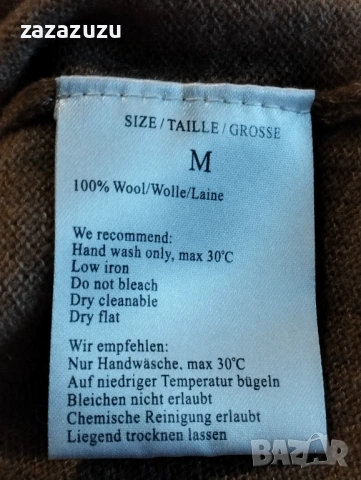 zazazuzu
SIZE/TAILLE/GROSSE
M
100% Wool/Wolle/Laine
We recommend:
Hand wash only, max 30°C
Low iron
Do not bleach
Dry cleanable
Dry flat
Wir empfehlen:
Nur Handwäsche, max 30°C
Auf niedriger Temperatur bügeln
Bleichen nicht erlaubt
Chemische Reinigung erlaubt
Liegend trocknen lassen
BAZAR